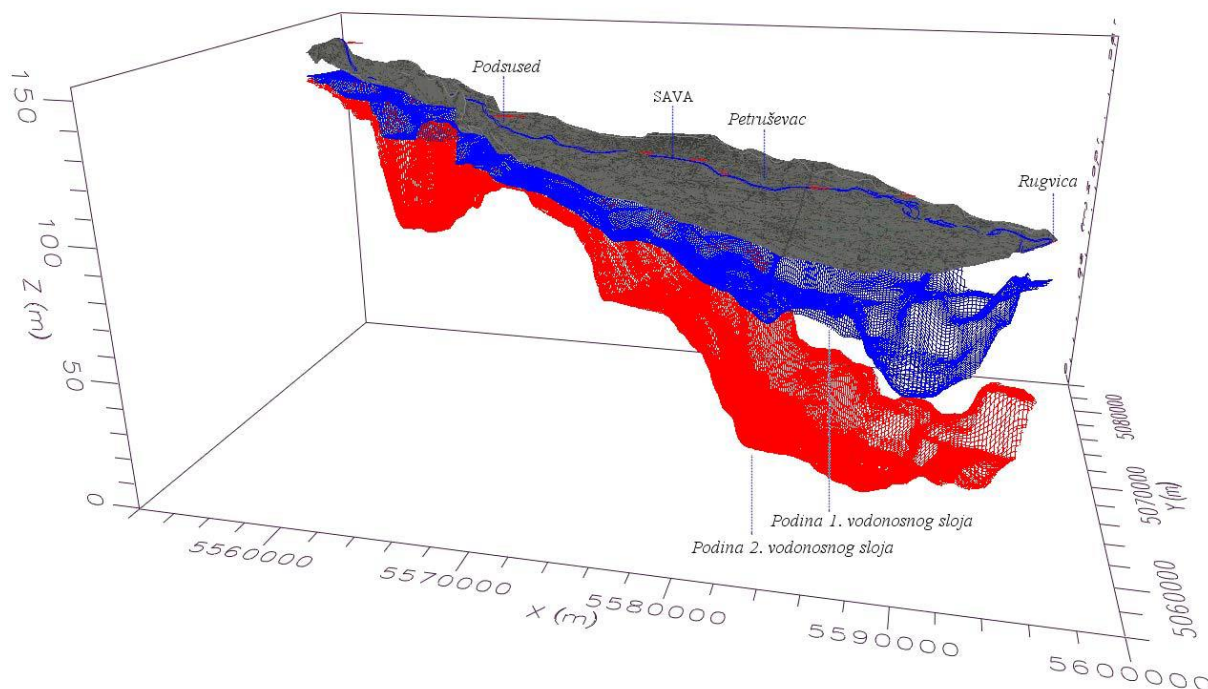 Podsused
SAVA
Petruševac
Rugvica
150
100
Z (m)
50
0
5560000
5570000
X (m)
5580000
5590000
5600000
5080000
5070000
Y(m)
5060000
Podina 1. vodonosnog sloja
Podina 2. vodonosnog sloja